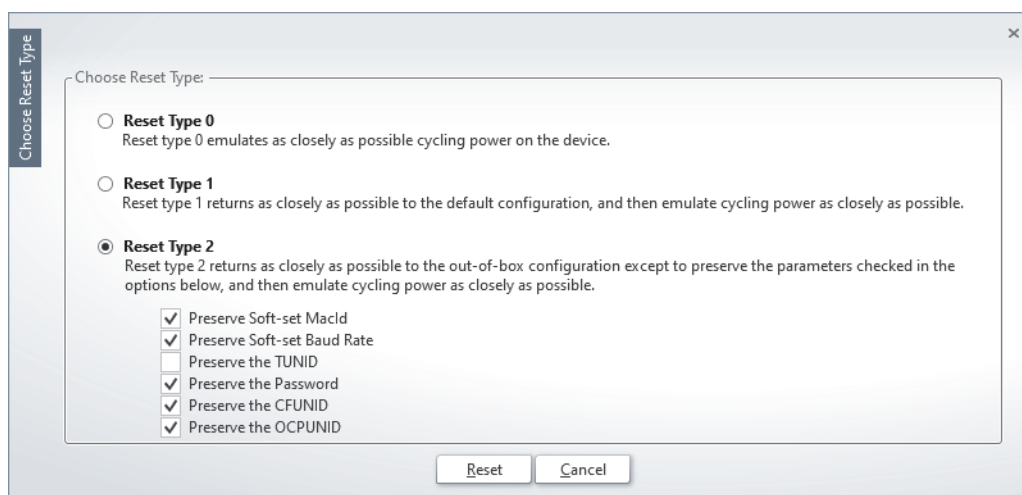 Choose Reset Type
Choose Reset Type:
Reset Type 0
Reset type 0 emulates as closely as possible cycling power on the device.
Reset Type 1
Reset type 1 returns as closely as possible to the default configuration, and then emulate cycling power as closely as possible.
Reset Type 2
Reset type 2 returns as closely as possible to the out-of-box configuration except to preserve the parameters checked in the
options below, and then emulate cycling power as closely as possible.
Preserve Soft-set MacId
Preserve Soft-set Baud Rate
Preserve the TUNID
Preserve the Password
Preserve the CFUNID
Preserve the OCPUNID
Reset Cancel